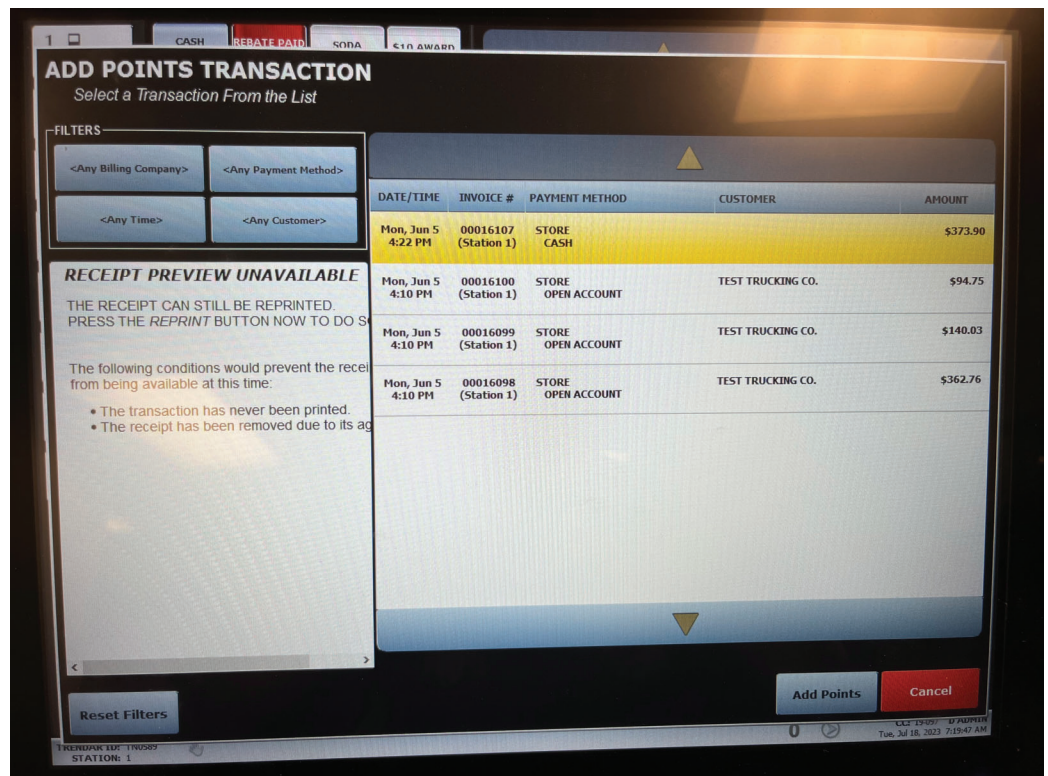 1
CASH
REBATE PAID
SODA
$10 AWARD
ADD POINTS TRANSACTION
Select a Transaction From the List
FILTERS
<Any Billing Company>
<Any Payment Method>
<Any Time>
<Any Customer>
RECEIPT PREVIEW UNAVAILABLE
THE RECEIPT CAN STILL BE REPRINTED.
PRESS THE REPRINT BUTTON NOW TO DO
The following conditions would prevent the recei
from being available at this time:
• The transaction has never been printed.
• The receipt has been removed due to its ag
DATE/TIME INVOICE # PAYMENT METHOD CUSTOMER AMOUNT
Mon, Jun 5 00016107 STORE $373.90
4:22 PM (Station 1) CASH
Mon, Jun 5 00016100 STORE TEST TRUCKING CO. $94.75
4:10 PM (Station 1) OPEN ACCOUNT
Mon, Jun 5 00016099 STORE TEST TRUCKING CO. $140.03
4:10 PM (Station 1) OPEN ACCOUNT
Mon, Jun 5 00016098 STORE TEST TRUCKING CO. $362.76
4:10 PM (Station 1) OPEN ACCOUNT
Reset Filters
Add Points
Cancel
TRENDAR ID: TN0589
STATION: 1
0
D ADMIN
Tue, Jul 18, 2023 7:19:47 AM